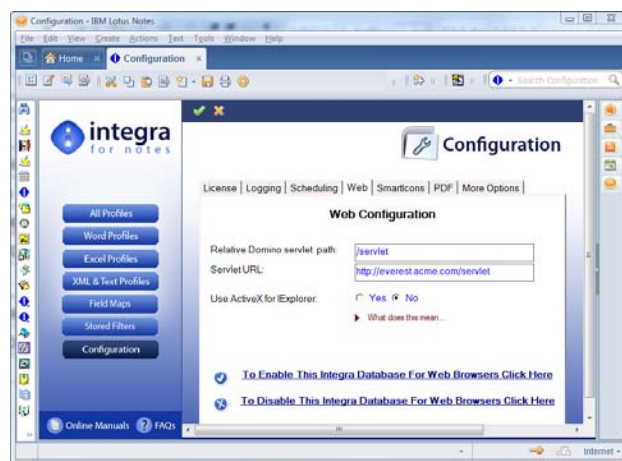 Configuration - IBM Lotus Notes
File Edit View Create Actions Text Tools Window Help
Home
Configuration
Search Configuration
integra
for notes
Configuration
License | Logging | Scheduling | Web | SmartIcons | PDF | More Options |
All Profiles
Word Profiles
Excel Profiles
XML & Text Profiles
Field Maps
Stored Filters
Configuration
Web Configuration
Relative Domino servlet path: /servlet
Servlet URL: http://everest.acme.com/servlet
Use ActiveX for IExplorer: Yes No
What does this mean...
To Enable This Integra Database For Web Browsers Click Here
To Disable This Integra Database For Web Browsers Click Here
Online Manuals FAQs
Internet